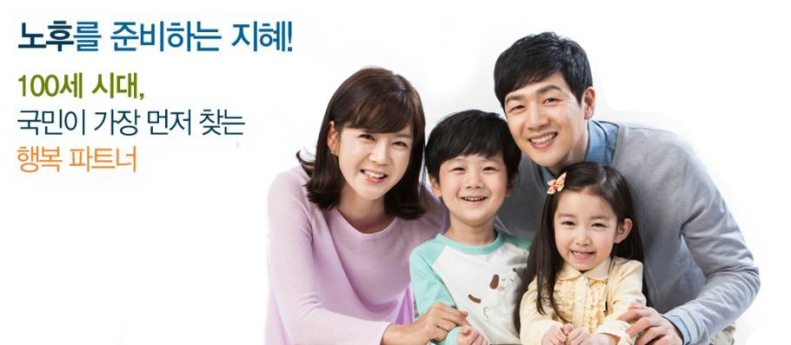 노후를 준비하는 지혜!
100세 시대,
국민이 가장 먼저 찾는
행복 파트너